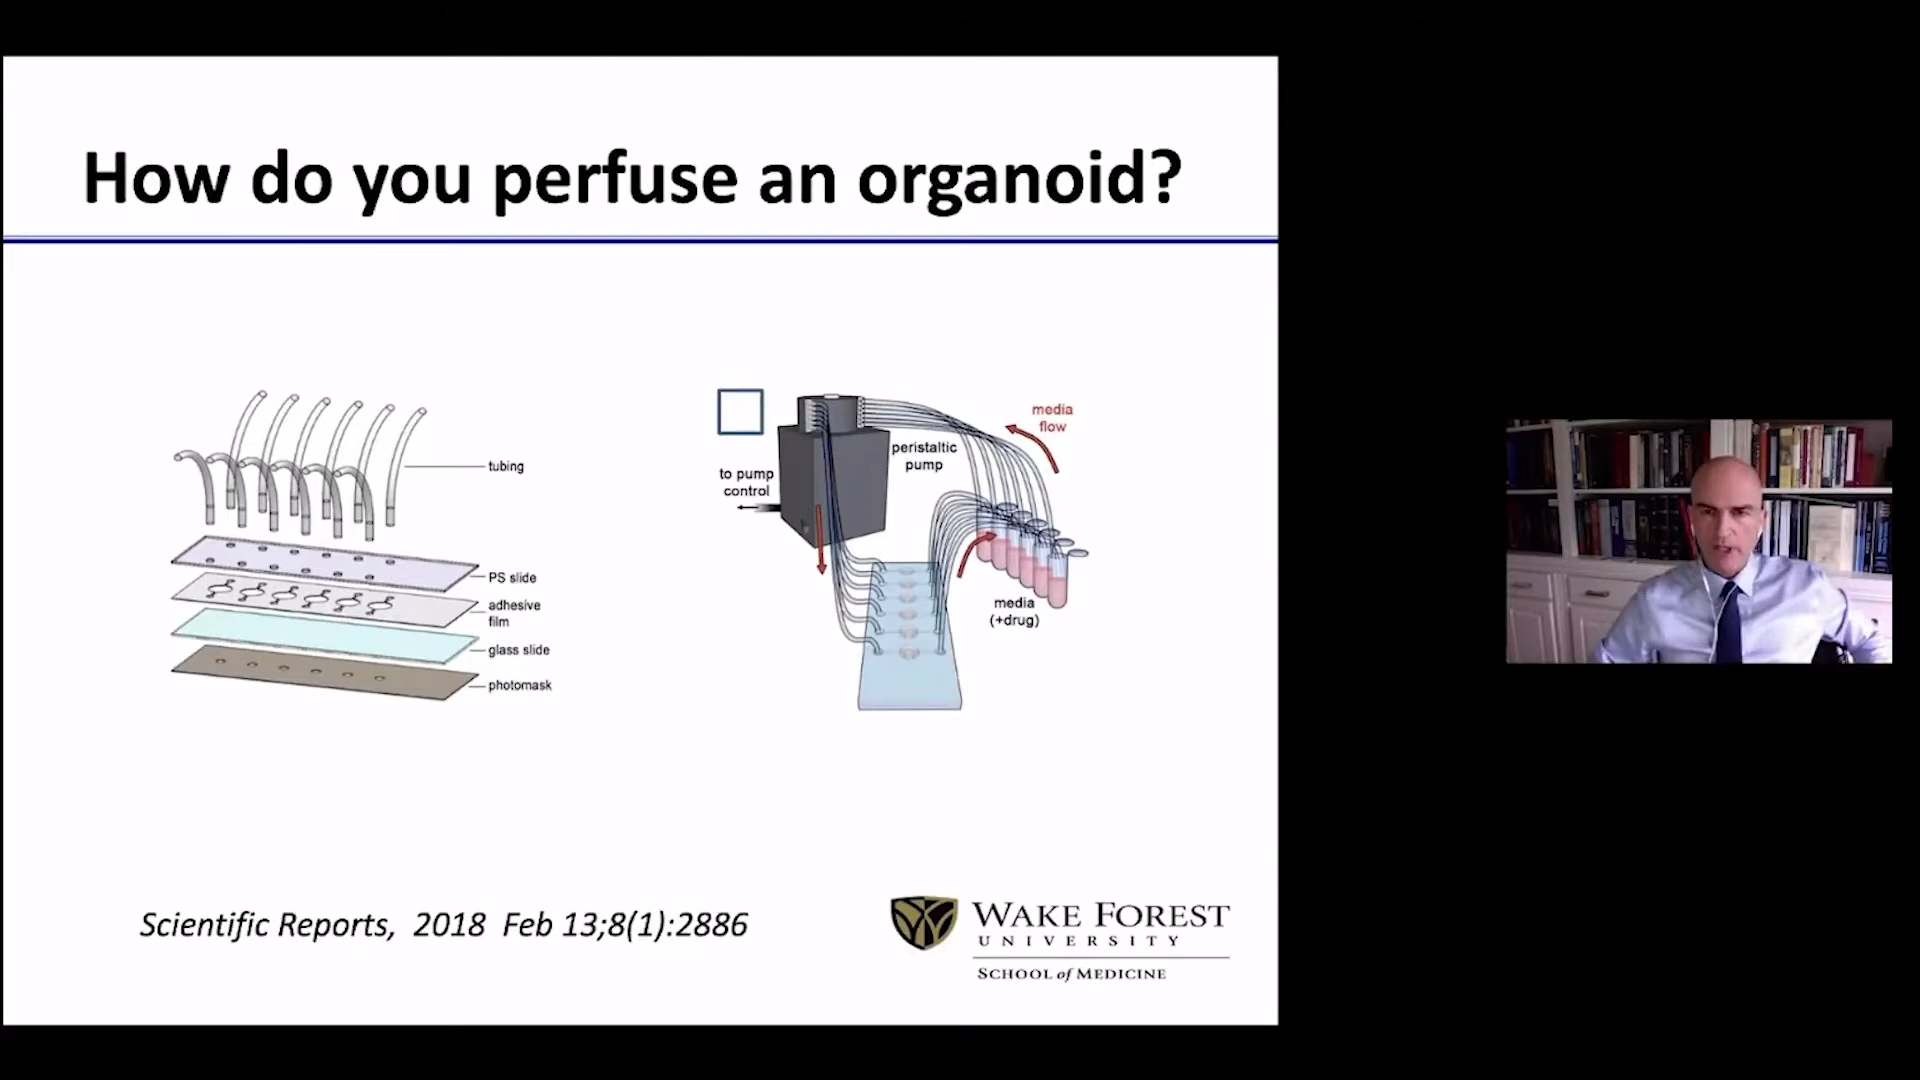 How do you perfuse an organoid?
tubing
PS slide
adhesive
film
glass slide
photomask
media
flow
peristaltic
pump
to pump
control
media
(+drug)
Scientific Reports, 2018 Feb 13;8(1):2886
WAKE FOREST
UNIVERSITY
SCHOOL of MEDICINE